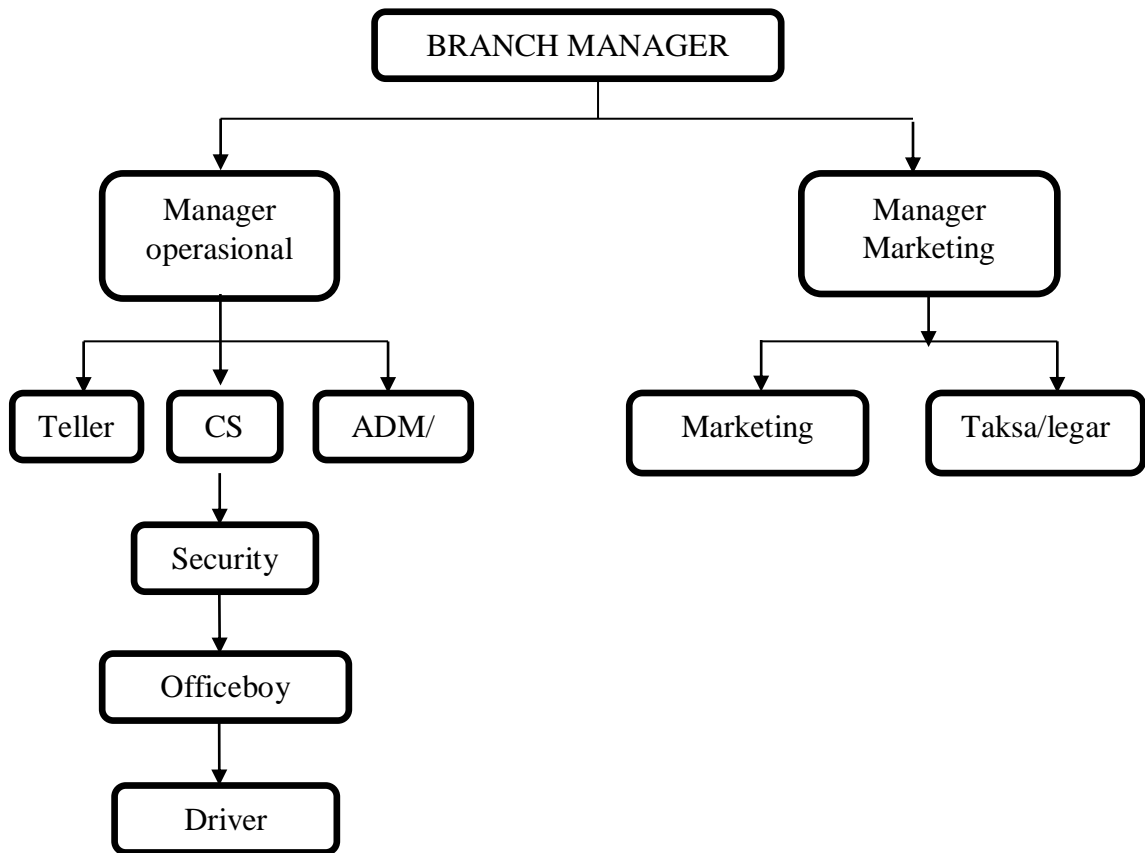 BRANCH MANAGER
Manager
operasional
Manager
Marketing
Teller
CS
ADM/
Marketing
Taksa/legar
Security
Officeboy
Driver